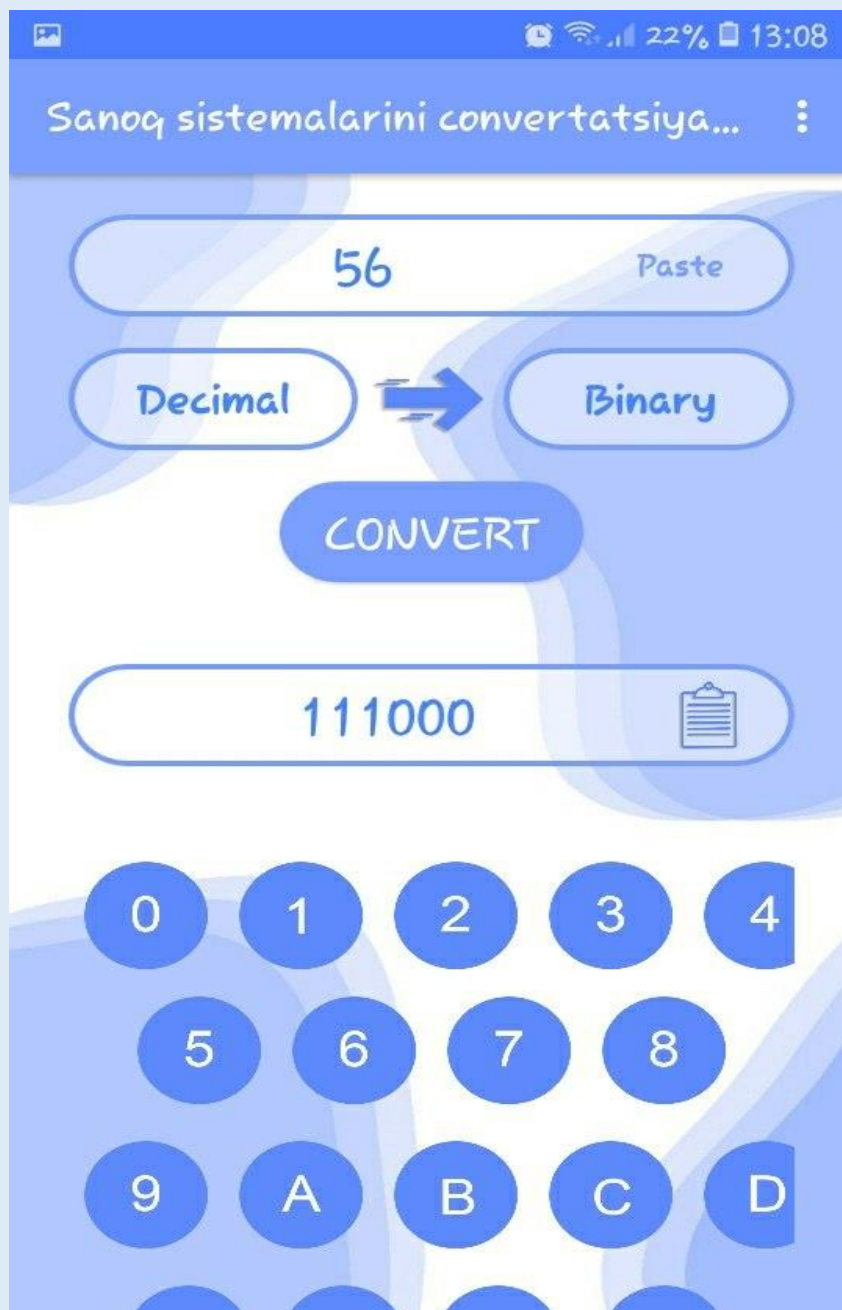 22% 13:08
Sanoq sistemalarini convertatsiya...
56 Paste
Decimal Binary
CONVERT
111000
0 1 2 3 4
5 6 7 8
9 A B C D